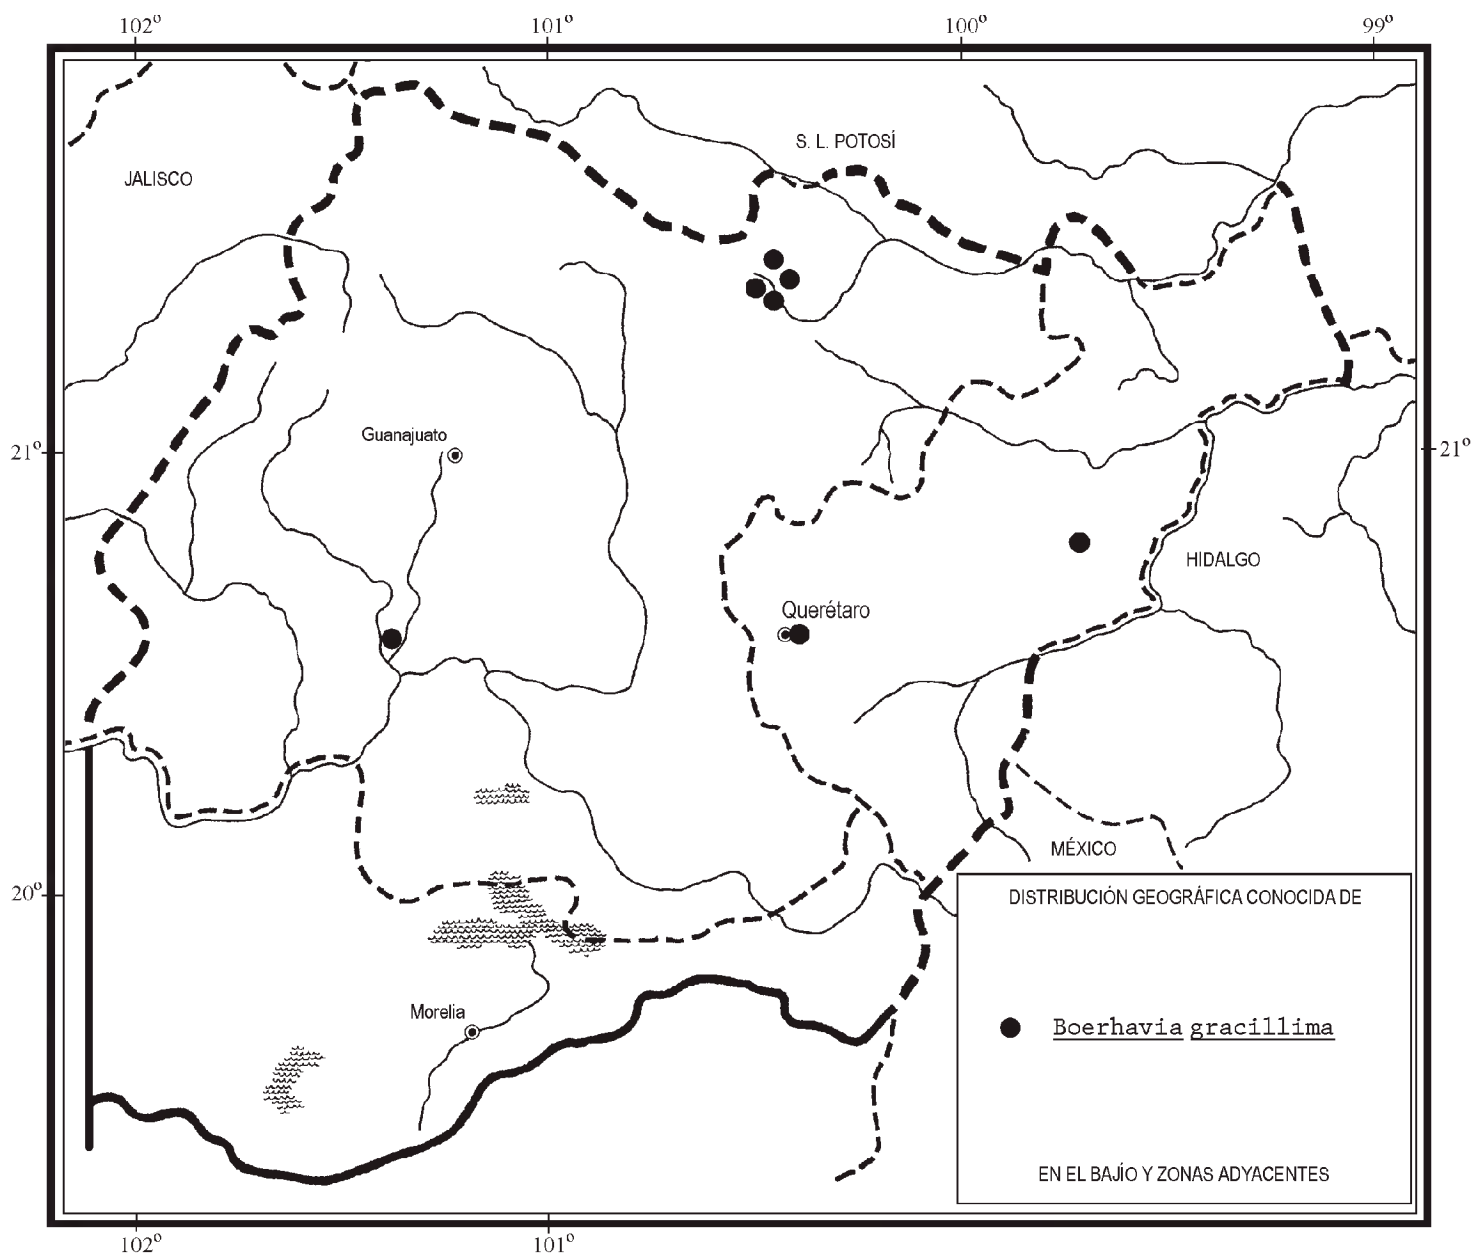 102º 101º 100º 99º
S. L. POTOSÍ
JALISCO
Guanajuato
21º 21º
HIDALGO
Querétaro
MÉXICO
20º
DISTRIBUCIÓN GEOGRÁFICA CONOCIDA DE
Morelia
Boerhavia gracillima
EN EL BAJÍO Y ZONAS ADYACENTES
102º 101º